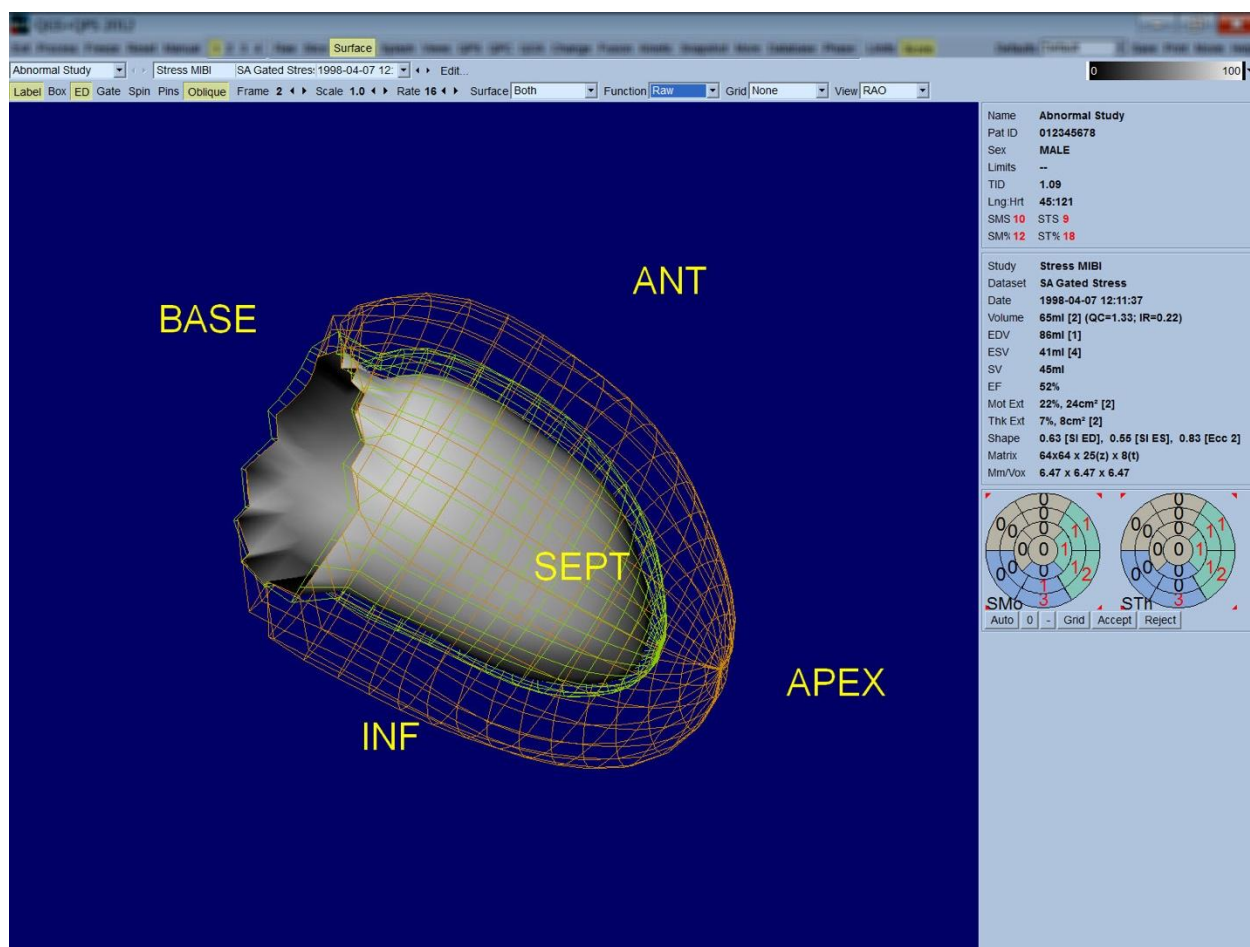 QGS+QPS 2012
Surface
Abnormal Study Stress MIBI SA Gated Stres: 1998-04-07 12: Edit...
0 100
Label Box ED Gate Spin Pins Oblique Frame 2 Scale 1.0 Rate 16 Surface Both Function Raw Grid None View RAO
Name Abnormal Study
Pat ID 012345678
Sex MALE
Limits --
TID 1.09
Lng:Hrt 45:121
SMS 10 STS 9
SM% 12 ST% 18
Study Stress MIBI
Dataset SA Gated Stress
Date 1998-04-07 12:11:37
Volume 65ml [2] (QC=1.33; IR=0.22)
EDV 86ml [1]
ESV 41ml [4]
SV 45ml
EF 52%
Mot Ext 22%, 24cm² [2]
Thk Ext 7%, 8cm² [2]
Shape 0.63 [SI ED], 0.55 [SI ES], 0.83 [Ecc 2]
Matrix 64x64 x 25(z) x 8(t)
Mm/Vox 6.47 x 6.47 x 6.47
SMo STh
Auto 0 - Grid Accept Reject
ANT
BASE
SEPT
APEX
INF